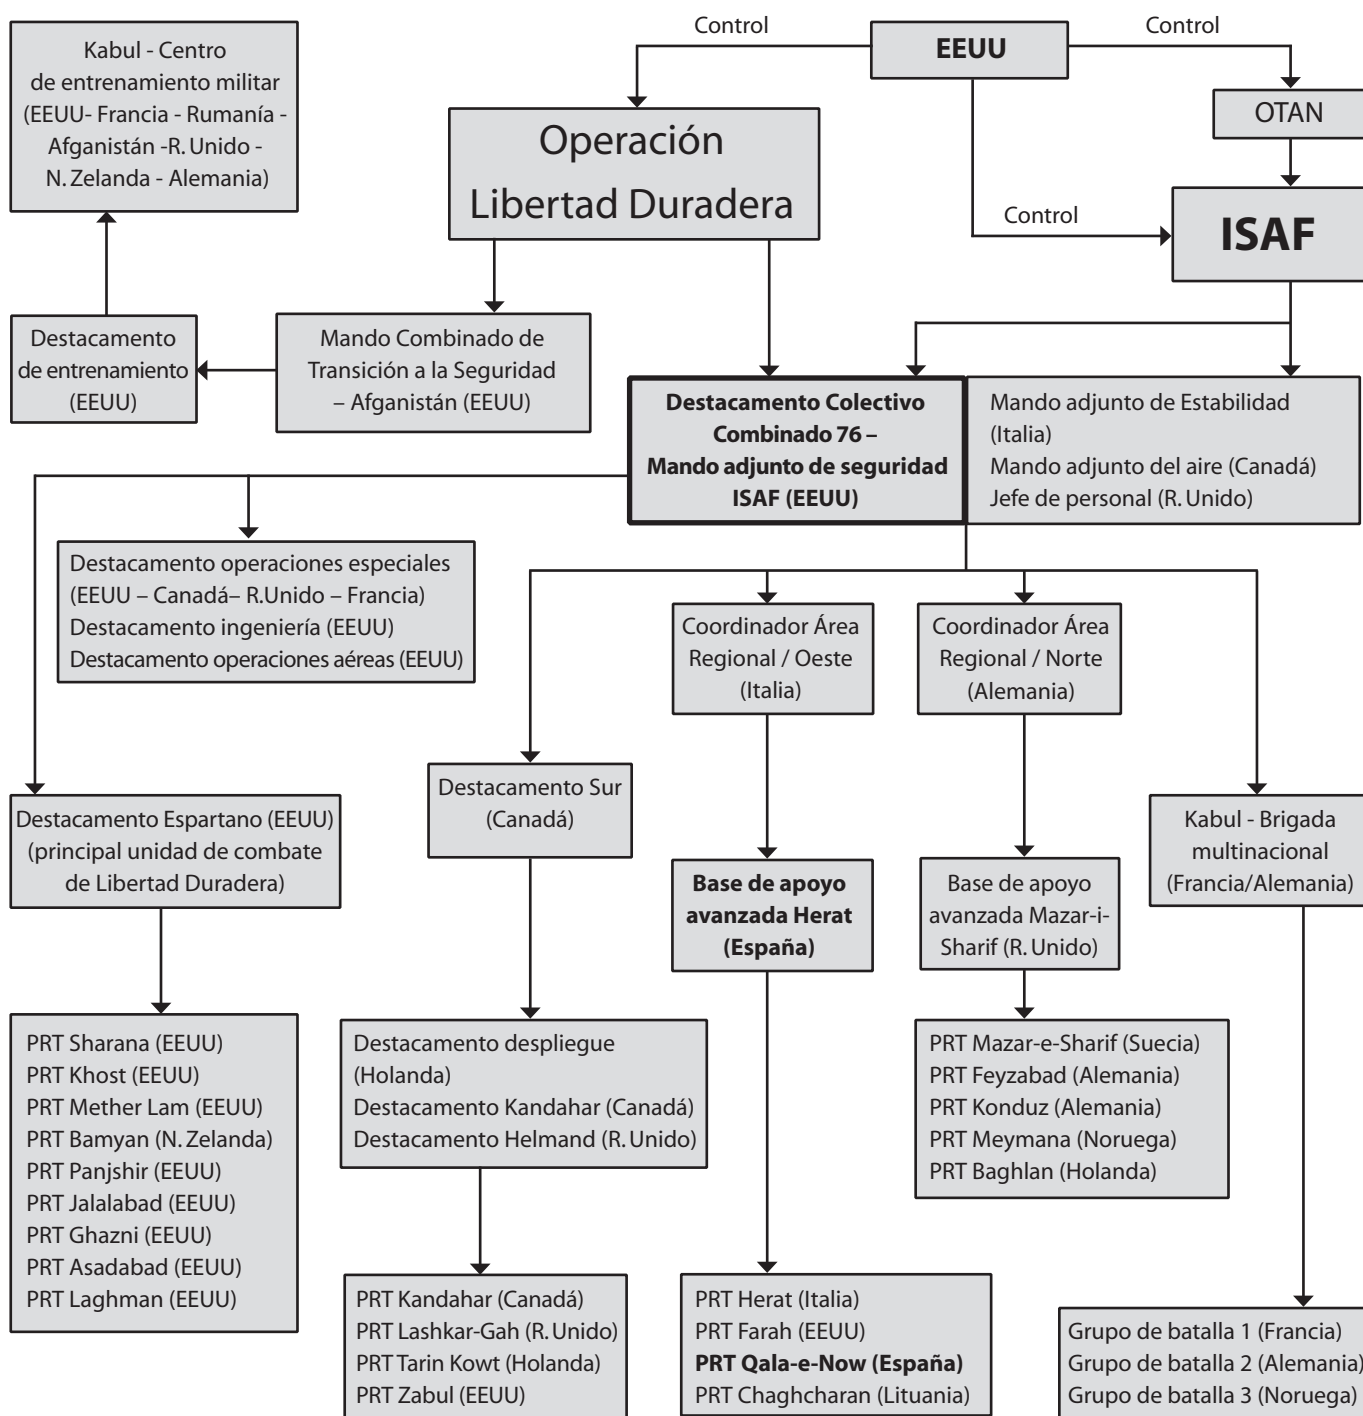 Control
EEUU
Control
Kabul - Centro
de entrenamiento militar
(EEUU- Francia - Rumanía -
Afganistán -R. Unido -
N. Zelanda - Alemania)
Operación
Libertad Duradera
OTAN
Control
ISAF
Destacamento
de entrenamiento
(EEUU)
Mando Combinado de
Transición a la Seguridad
– Afganistán (EEUU)
Destacamento Colectivo
Combinado 76 –
Mando adjunto de seguridad
ISAF (EEUU)
Mando adjunto de Estabilidad
(Italia)
Mando adjunto del aire (Canadá)
Jefe de personal (R. Unido)
Destacamento operaciones especiales
(EEUU – Canadá– R.Unido – Francia)
Destacamento ingeniería (EEUU)
Destacamento operaciones aéreas (EEUU)
Coordinador Área
Regional / Oeste
(Italia)
Coordinador Área
Regional / Norte
(Alemania)
Destacamento Espartano (EEUU)
(principal unidad de combate
de Libertad Duradera)
Destacamento Sur
(Canadá)
Base de apoyo
avanzada Herat
(España)
Base de apoyo
avanzada Mazar-i-
Sharif (R. Unido)
Kabul - Brigada
multinacional
(Francia/Alemania)
PRT Sharana (EEUU)
PRT Khost (EEUU)
PRT Mether Lam (EEUU)
PRT Bamyan (N. Zelanda)
PRT Panjshir (EEUU)
PRT Jalalabad (EEUU)
PRT Ghazni (EEUU)
PRT Asadabad (EEUU)
PRT Laghman (EEUU)
Destacamento despliegue
(Holanda)
Destacamento Kandahar (Canadá)
Destacamento Helmand (R. Unido)
PRT Mazar-e-Sharif (Suecia)
PRT Feyzabad (Alemania)
PRT Konduz (Alemania)
PRT Meymana (Noruega)
PRT Baghlan (Holanda)
PRT Kandahar (Canadá)
PRT Lashkar-Gah (R. Unido)
PRT Tarin Kowt (Holanda)
PRT Zabul (EEUU)
PRT Herat (Italia)
PRT Farah (EEUU)
PRT Qala-e-Now (España)
PRT Chaghcharan (Lituania)
Grupo de batalla 1 (Francia)
Grupo de batalla 2 (Alemania)
Grupo de batalla 3 (Noruega)